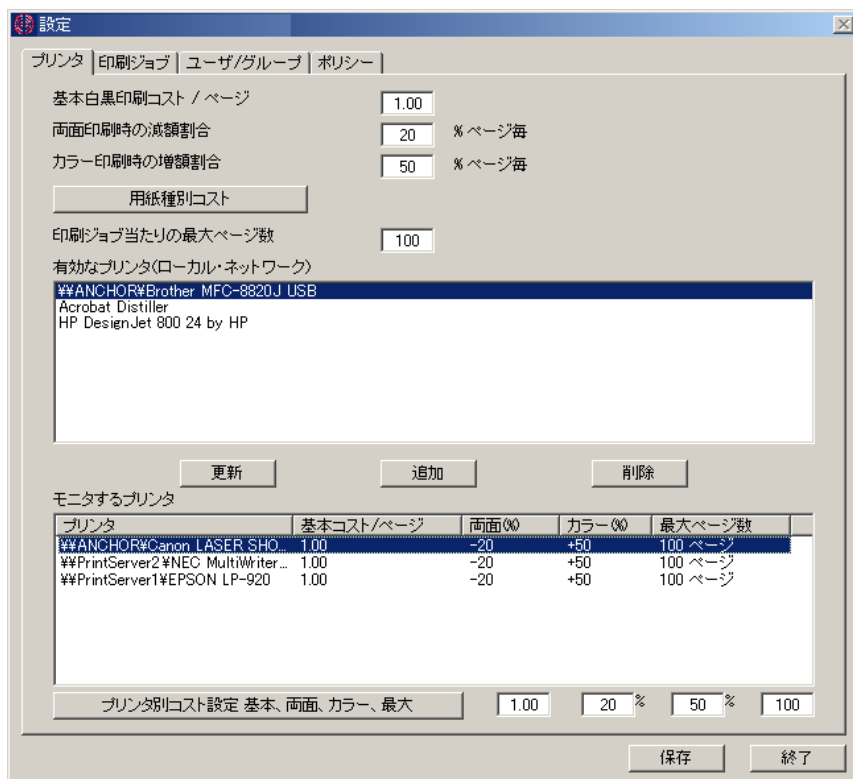 設定
プリンタ 印刷ジョブ ユーザ/グループ ポリシー
基本白黒印刷コスト / ページ 1.00
両面印刷時の減額割合 20 % ページ毎
カラー印刷時の増額割合 50 % ページ毎
用紙種別コスト
印刷ジョブ当たりの最大ページ数 100
有効なプリンタ(ローカル・ネットワーク)
¥¥ANCHOR¥Brother MFC-8820J USB
Acrobat Distiller
HP DesignJet 800 24 by HP
更新 追加 削除
モニタするプリンタ
プリンタ 基本コスト/ページ 両面(%) カラー(%) 最大ページ数
¥¥ANCHOR¥Canon LASER SHO... 1.00 -20 +50 100 ページ
¥¥PrintServer2¥NEC MultiWriter... 1.00 -20 +50 100 ページ
¥¥PrintServer1¥EPSON LP-920 1.00 -20 +50 100 ページ
プリンタ別コスト設定 基本、両面、カラー、最大 1.00 20 % 50 % 100
保存 終了